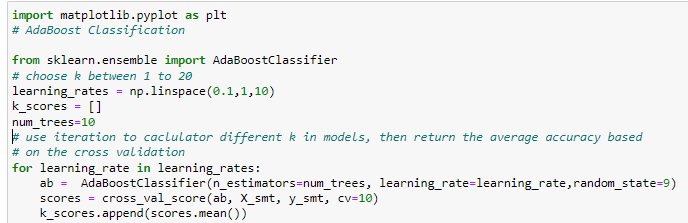 import matplotlib.pyplot as plt
# AdaBoost Classification
from sklearn.ensemble import AdaBoostClassifier
# choose k between 1 to 20
learning_rates = np.linspace(0.1,1,10)
k_scores = []
num_trees=10
# use iteration to caclulator different k in models, then return the average accuracy based
# on the cross validation
for learning_rate in learning_rates:
    ab =  AdaBoostClassifier(n_estimators=num_trees, learning_rate=learning_rate,random_state=9)
    scores = cross_val_score(ab, X_smt, y_smt, cv=10)
    k_scores.append(scores.mean())